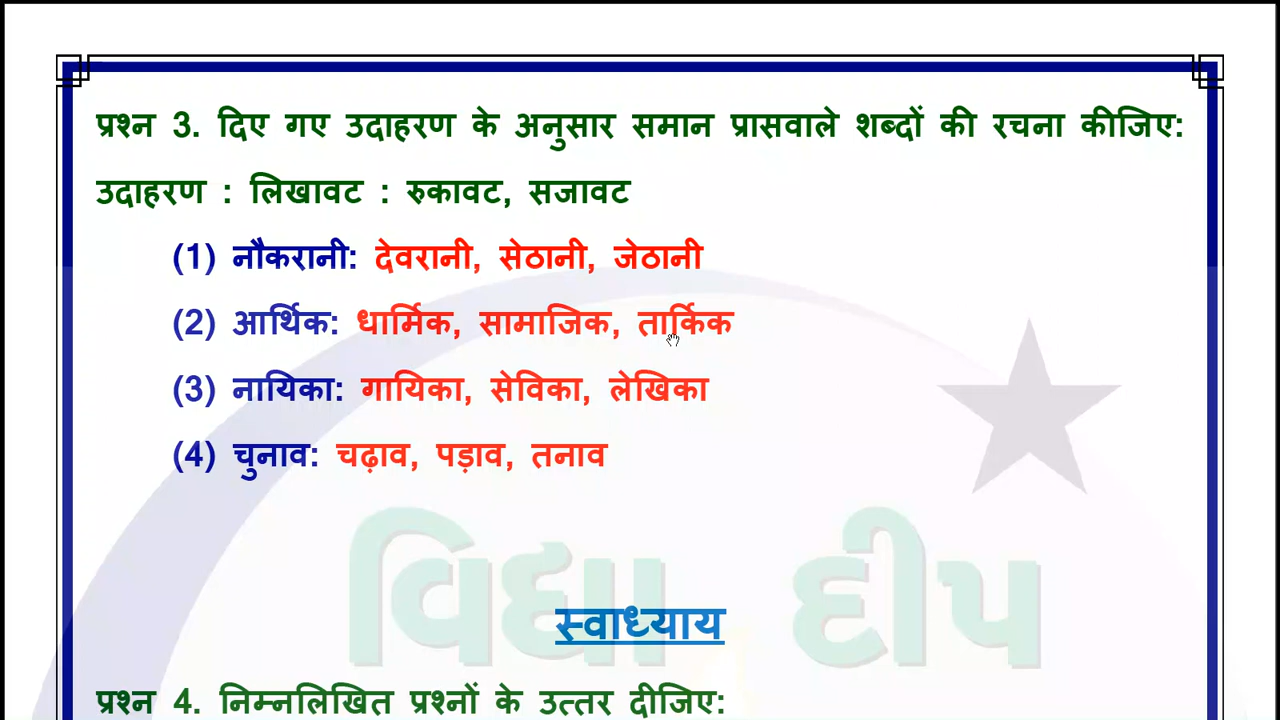 प्रश्न 3. दिए गए उदाहरण के अनुसार समान प्रासवाले शब्दों की रचना कीजिए:
उदाहरण : लिखावट : रुकावट, सजावट
(1) नौकरानी: देवरानी, सेठानी, जेठानी
(2) आर्थिक: धार्मिक, सामाजिक, तार्किक
(3) नायिका: गायिका, सेविका, लेखिका
(4) चुनाव: चढ़ाव, पड़ाव, तनाव
વિદ્યા દીપ
स्वाध्याय
प्रश्न 4. निम्नलिखित प्रश्नों के उत्तर दीजिए: